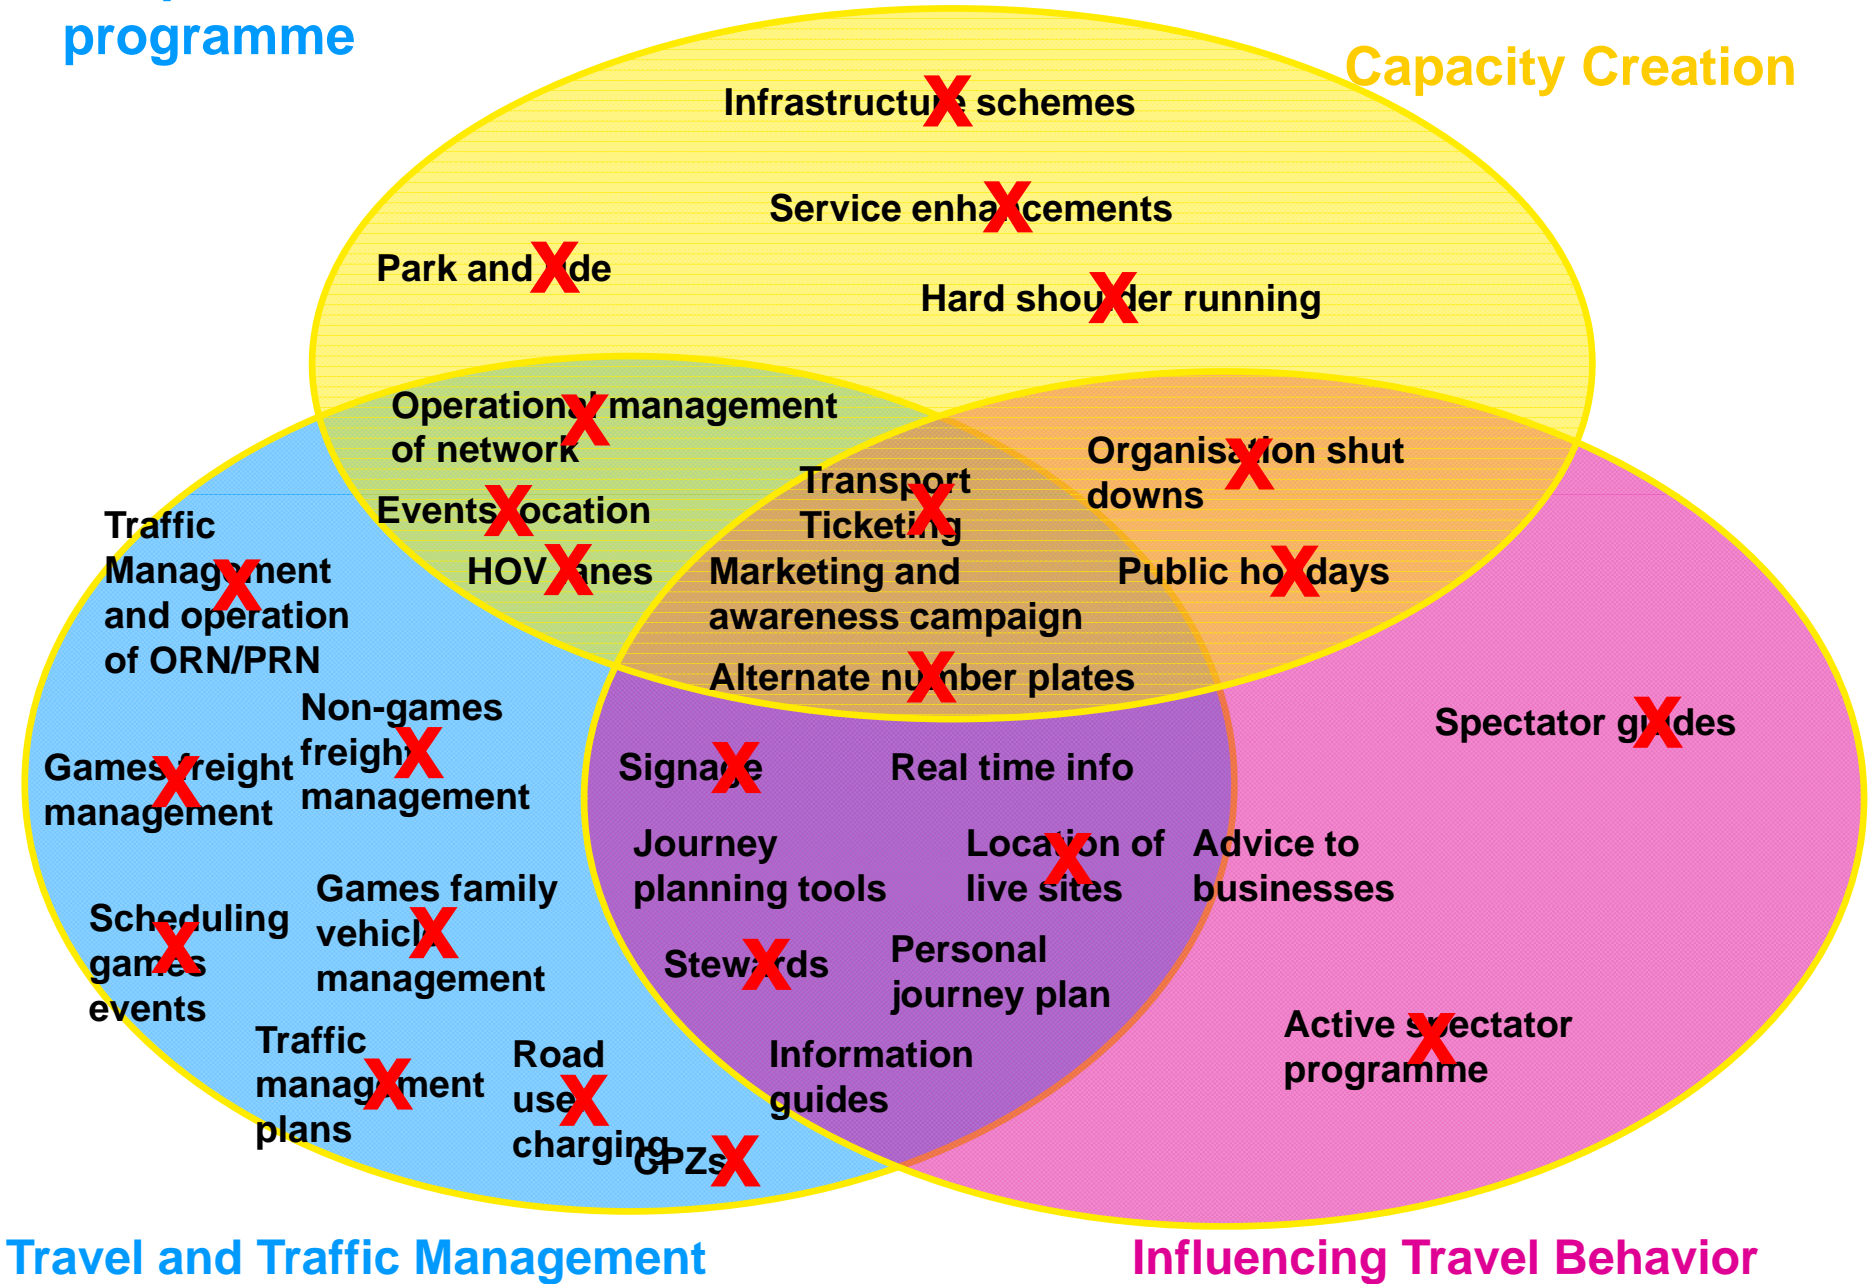 programme
Capacity Creation
Infrastructure schemes
Service enhancements
Park and ride
Hard shoulder running
Operational management
of network
Events location
HOV lanes
Transport
Ticketing
Marketing and
awareness campaign
Alternate number plates
Organisation shut
downs
Public holidays
Traffic
Management
and operation
of ORN/PRN
Non-games
freight
management
Games freight
management
Scheduling
games
events
Games family
vehicle
management
Traffic
management
plans
Road
use
charging
CPZs
Signage
Real time info
Journey
planning tools
Location of
live sites
Stewards
Personal
journey plan
Information
guides
Advice to
businesses
Spectator guides
Active spectator
programme
Travel and Traffic Management
Influencing Travel Behavior